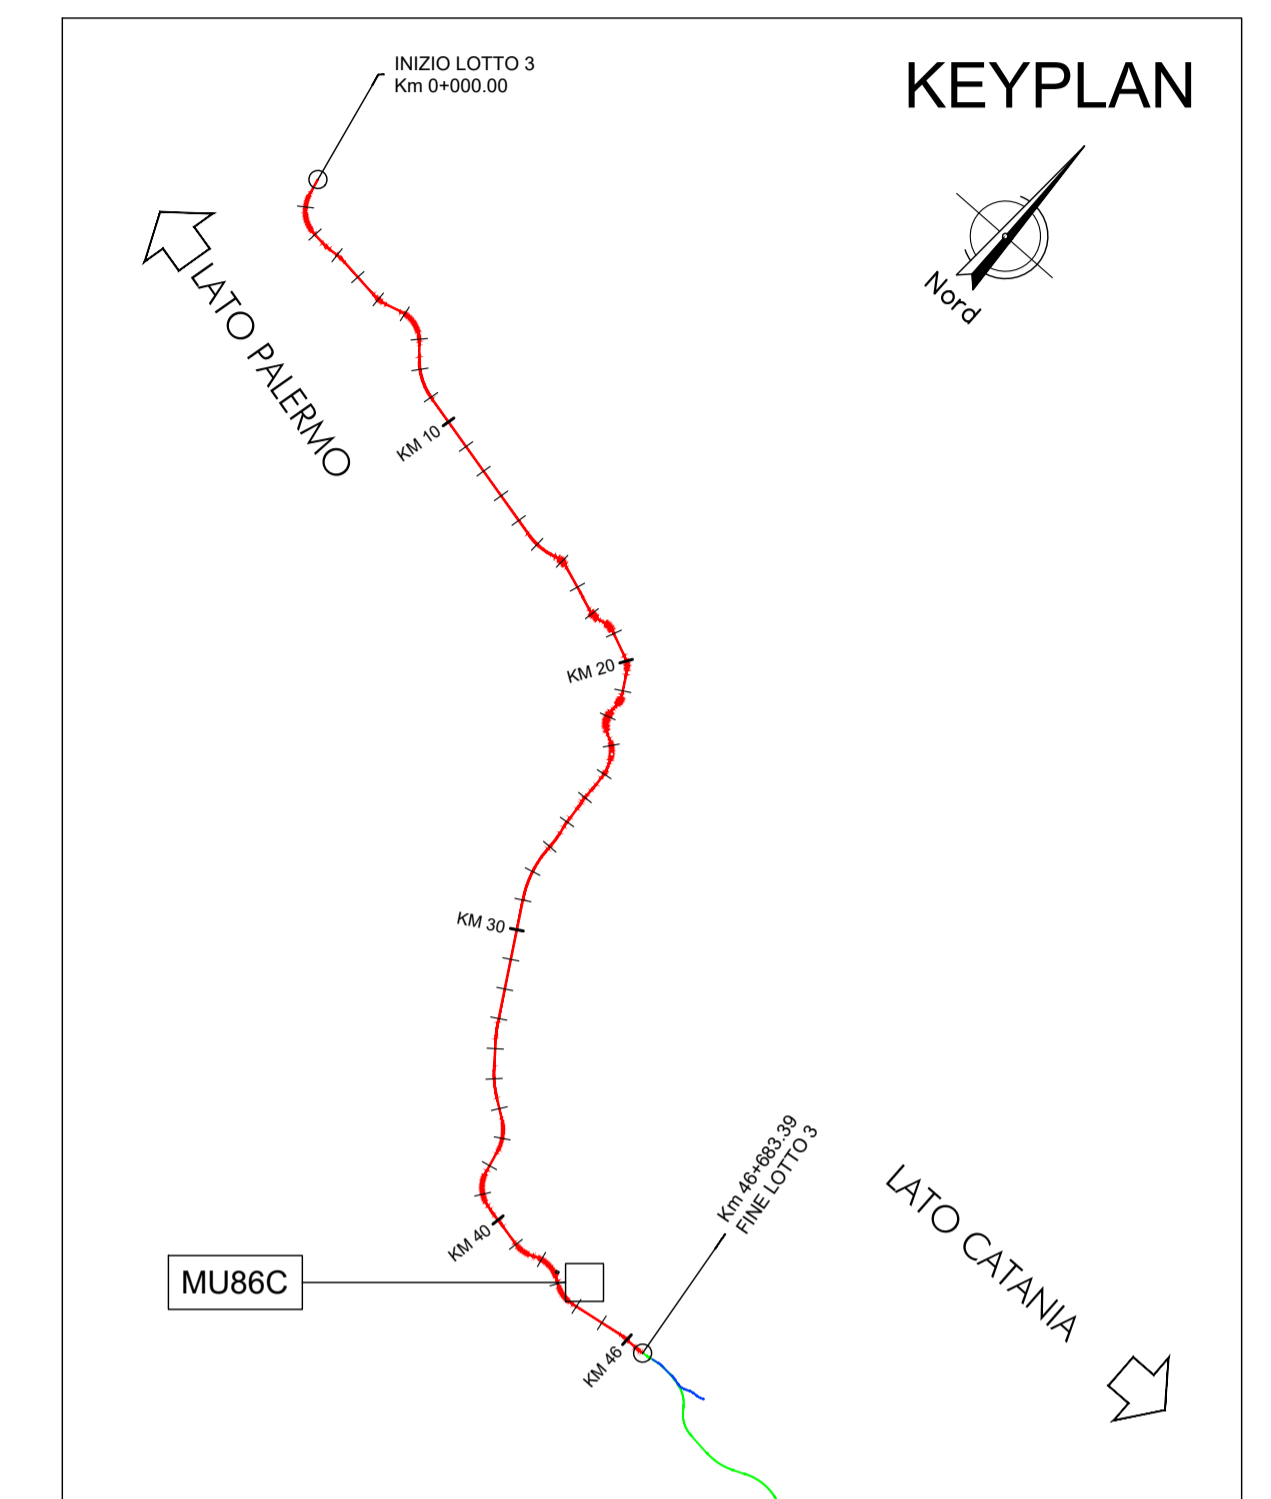 INIZIO LOTTO 3
Km 0+000.00
KEYPLAN
Nord
LATO PALERMO
KM 10
KM 20
KM 30
Km 46+683.39
FINE LOTTO 3
LATO CATANIA
KM 40
MU86C
KM 46